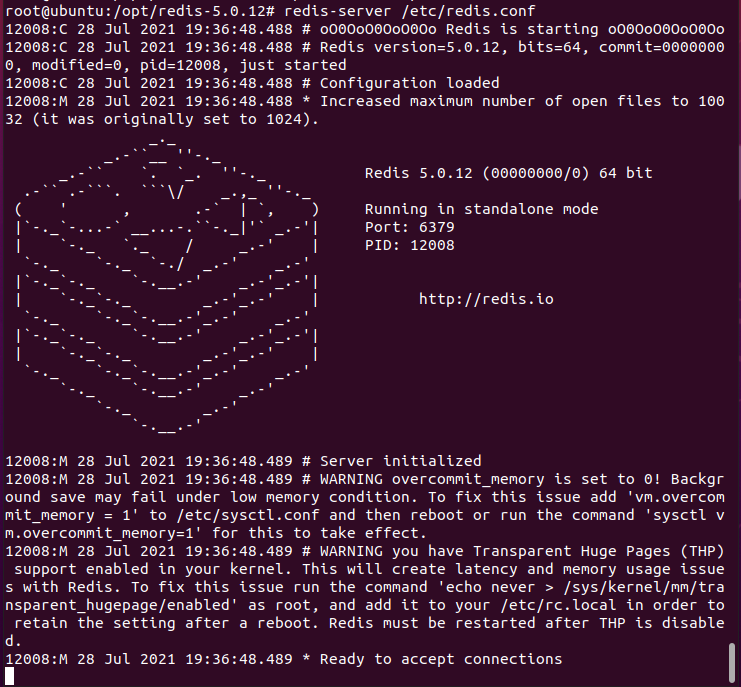 root@ubuntu:/opt/redis-5.0.12# redis-server /etc/redis.conf
12008:C 28 Jul 2021 19:36:48.488 # oO0OoO0OoO0Oo Redis is starting oO0OoO0OoO0Oo
12008:C 28 Jul 2021 19:36:48.488 # Redis version=5.0.12, bits=64, commit=0000000
0, modified=0, pid=12008, just started
12008:C 28 Jul 2021 19:36:48.488 # Configuration loaded
12008:M 28 Jul 2021 19:36:48.488 * Increased maximum number of open files to 100
32 (it was originally set to 1024).
Redis 5.0.12 (00000000/0) 64 bit
Running in standalone mode
Port: 6379
PID: 12008
http://redis.io
12008:M 28 Jul 2021 19:36:48.489 # Server initialized
12008:M 28 Jul 2021 19:36:48.489 # WARNING overcommit_memory is set to 0! Backgr
ound save may fail under low memory condition. To fix this issue add 'vm.overcom
mit_memory = 1' to /etc/sysctl.conf and then reboot or run the command 'sysctl v
m.overcommit_memory=1' for this to take effect.
12008:M 28 Jul 2021 19:36:48.489 # WARNING you have Transparent Huge Pages (THP)
 support enabled in your kernel. This will create latency and memory usage issue
s with Redis. To fix this issue run the command 'echo never > /sys/kernel/mm/tra
nsparent_hugepage/enabled' as root, and add it to your /etc/rc.local in order to
 retain the setting after a reboot. Redis must be restarted after THP is disable
d.
12008:M 28 Jul 2021 19:36:48.489 * Ready to accept connections